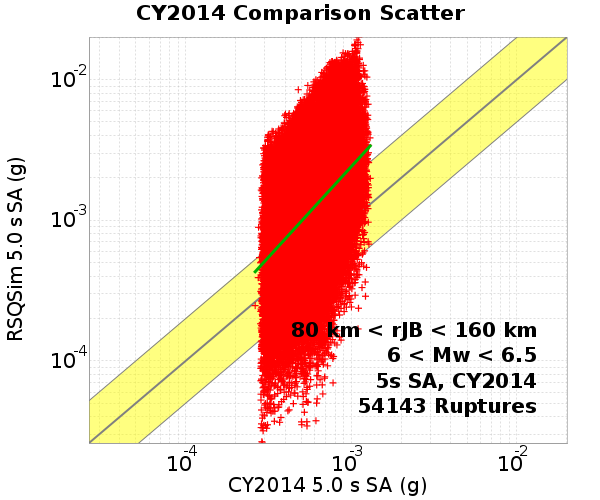 CY2014 Comparison Scatter
RSQSim 5.0 s SA (g)
10-2
10-3
10-4
80 km < rJB < 160 km
6 < Mw < 6.5
5s SA, CY2014
54143 Ruptures
10-4 10-3 10-2
CY2014 5.0 s SA (g)